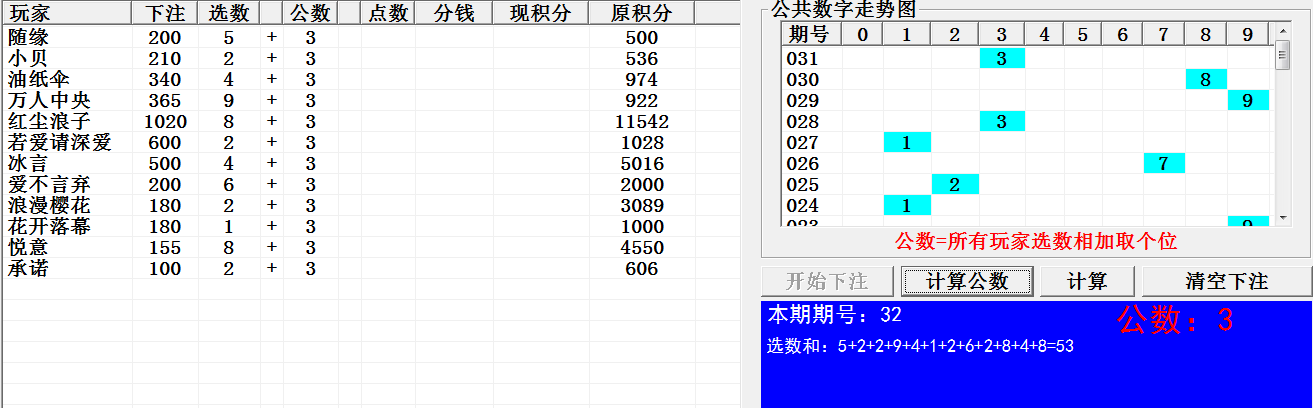 玩家 下注 选数 公数 点数 分钱 现积分 原积分
随缘 200 5 + 3 500
小贝 210 2 + 3 536
油纸伞 340 4 + 3 974
万人中央 365 9 + 3 922
红尘浪子 1020 8 + 3 11542
若爱请深爱 600 2 + 3 1028
冰言 500 4 + 3 5016
爱不言弃 200 6 + 3 2000
浪漫樱花 180 2 + 3 3089
花开落幕 180 1 + 3 1000
悦意 155 8 + 3 4550
承诺 100 2 + 3 606
公共数字走势图
期号 0 1 2 3 4 5 6 7 8 9
031 3
030 8
029 9
028 3
027 1
026 7
025 2
024 1
023 9
公数=所有玩家选数相加取个位
开始下注 计算公数 计算 清空下注
本期期号：32 公数：3
选数和：5+2+2+9+4+1+2+6+2+8+4+8=53